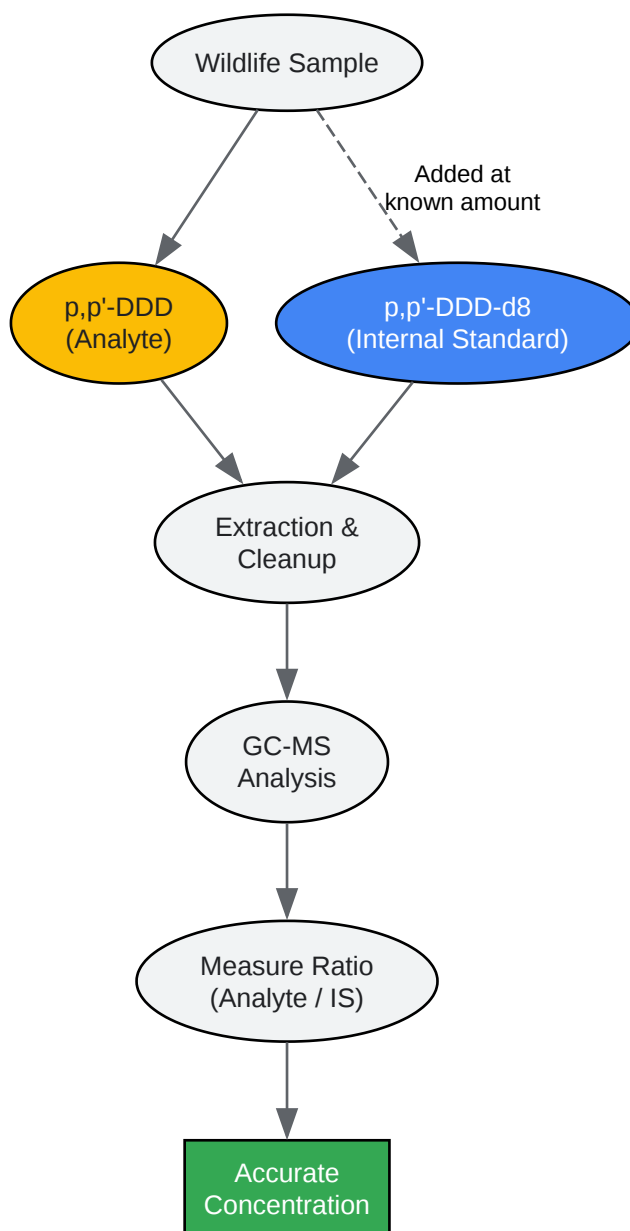 Wildlife Sample
Added at
known amount
p,p'-DDD
(Analyte)
p,p'-DDD-d8
(Internal Standard)
Extraction &
Cleanup
GC-MS
Analysis
Measure Ratio
(Analyte / IS)
Accurate
Concentration